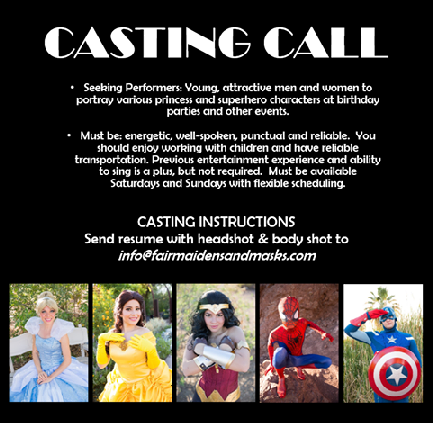 CASTING CALL
• Seeking Performers: Young, attractive men and women to
portray various princess and superhero characters at birthday
parties and other events.
• Must be: energetic, well-spoken, punctual and reliable. You
should enjoy working with children and have reliable
transportation. Previous entertainment experience and ability
to sing is a plus, but not required. Must be available
Saturdays and Sundays with flexible scheduling.
CASTING INSTRUCTIONS
Send resume with headshot & body shot to
info@fairmaidensandmasks.com